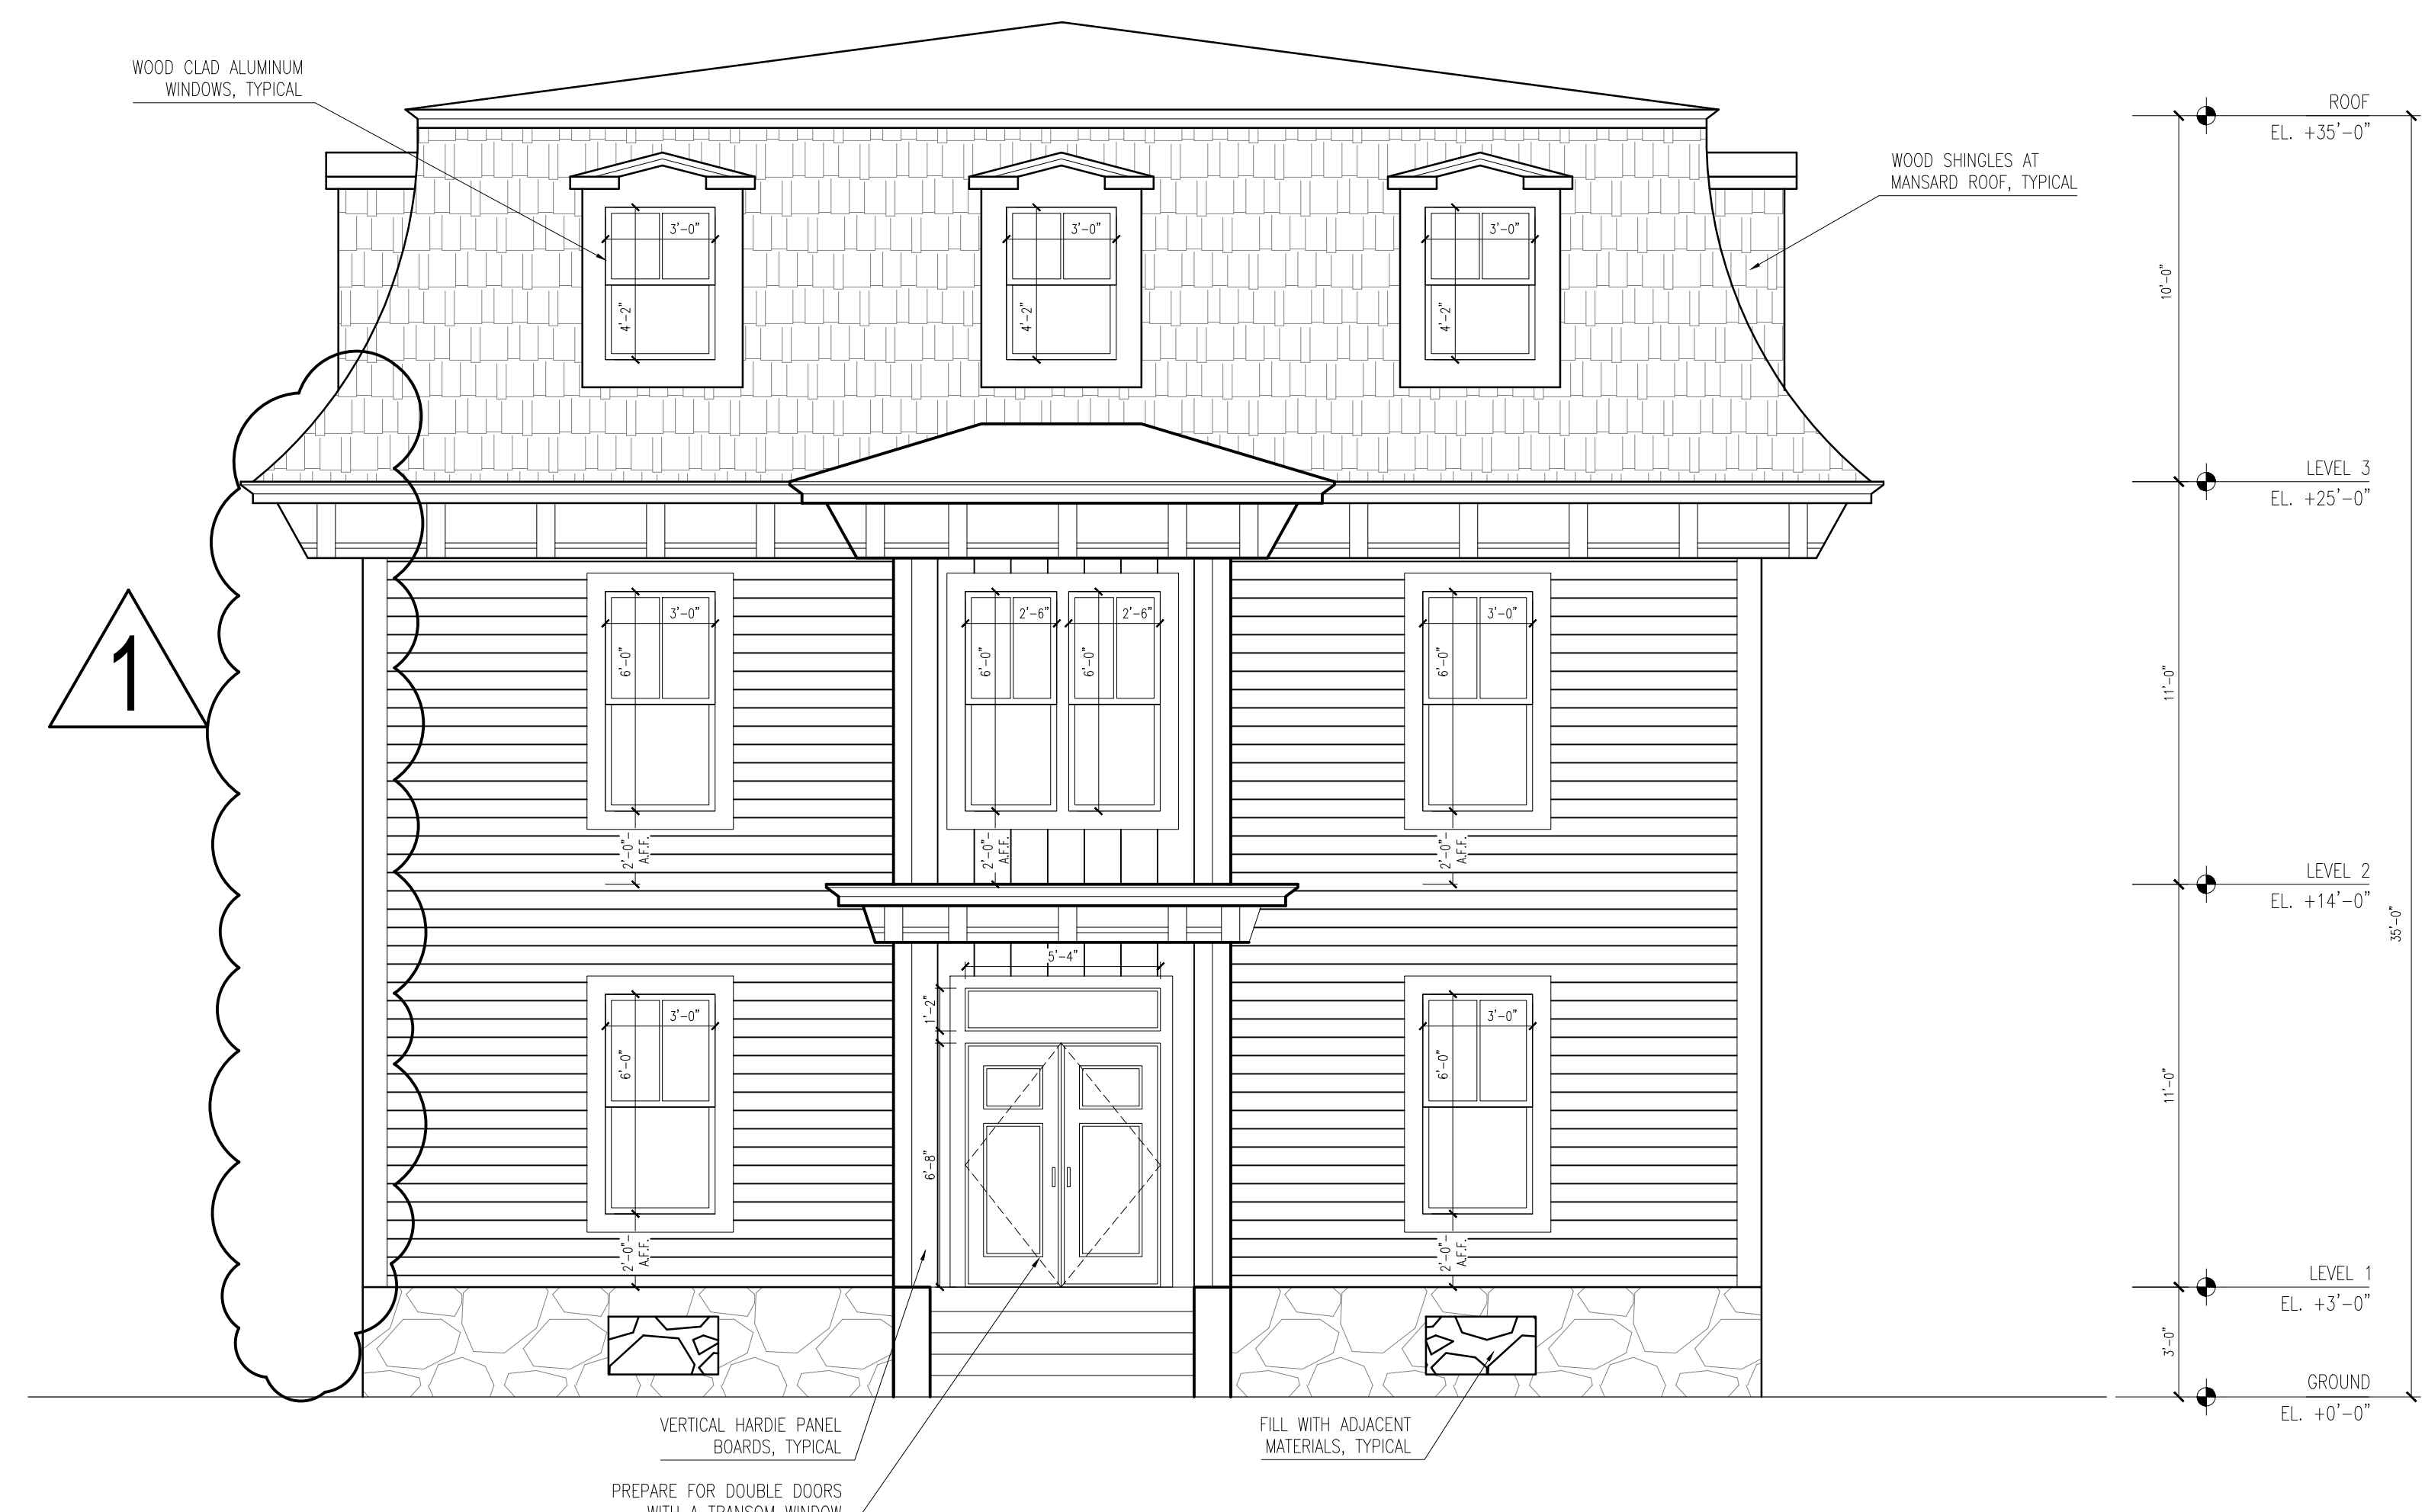 WOOD CLAD ALUMINUM
WINDOWS, TYPICAL
ROOF
EL. +35'-0"
WOOD SHINGLES AT
MANSARD ROOF, TYPICAL
3'-0"
3'-0"
3'-0"
4'-2"
4'-2"
4'-2"
10'-0"
LEVEL 3
EL. +25'-0"
1
3'-0"
2'-6"
2'-6"
3'-0"
6'-0"
6'-0"
6'-0"
6'-0"
11'-0"
2'-0"
A.F.F.
2'-0"
A.F.F.
2'-0"
A.F.F.
LEVEL 2
EL. +14'-0"
35'-0"
5'-4"
1'-2"
3'-0"
3'-0"
6'-0"
6'-0"
11'-0"
6'-8"
2'-0"
A.F.F.
2'-0"
A.F.F.
LEVEL 1
EL. +3'-0"
3'-0"
GROUND
EL. +0'-0"
VERTICAL HARDIE PANEL
BOARDS, TYPICAL
FILL WITH ADJACENT
MATERIALS, TYPICAL
PREPARE FOR DOUBLE DOORS
WITH A TRANSOM WINDOW